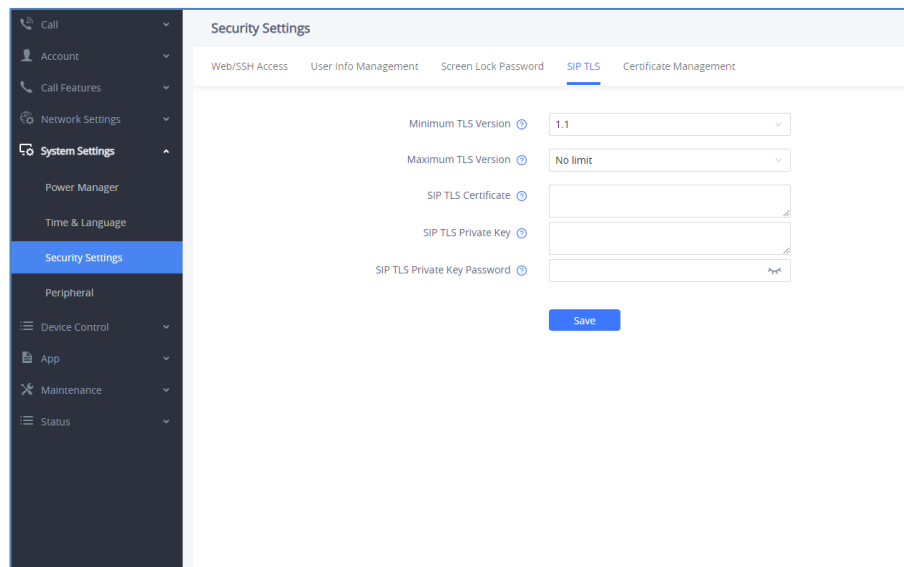 Call
Account
Call Features
Network Settings
System Settings
Power Manager
Time & Language
Security Settings
Peripheral
Device Control
App
Maintenance
Status
Security Settings
Web/SSH Access User Info Management Screen Lock Password SIP TLS Certificate Management
Minimum TLS Version ? 1.1
Maximum TLS Version ? No limit
SIP TLS Certificate ?
SIP TLS Private Key ?
SIP TLS Private Key Password ?
Save